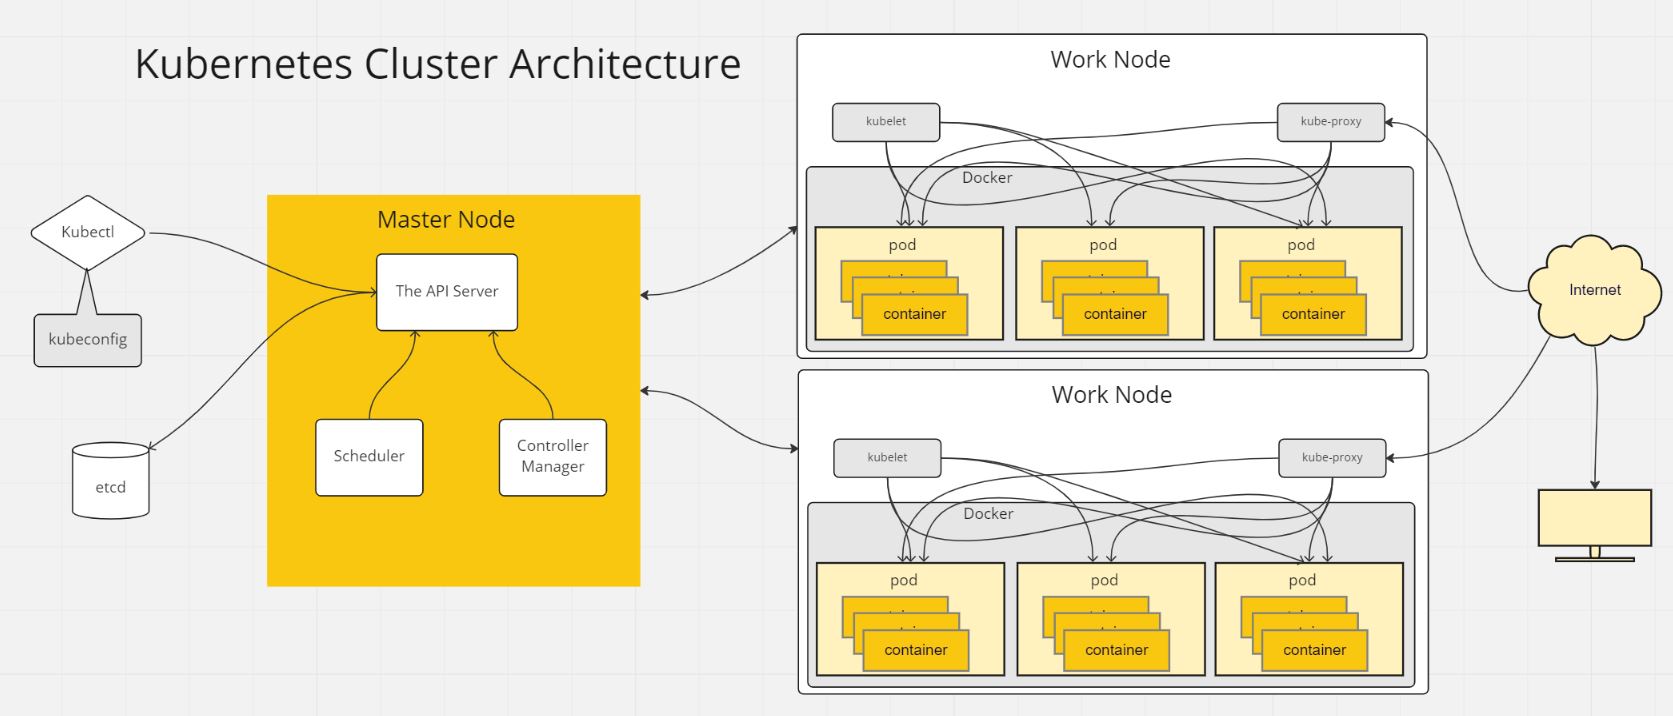 Kubernetes Cluster Architecture
Kubectl
kubeconfig
etcd
Master Node
The API Server
Scheduler
Controller
Manager
Work Node
kubelet
kube-proxy
Docker
pod
container
pod
container
pod
container
Work Node
kubelet
kube-proxy
Docker
pod
container
pod
container
pod
container
Internet